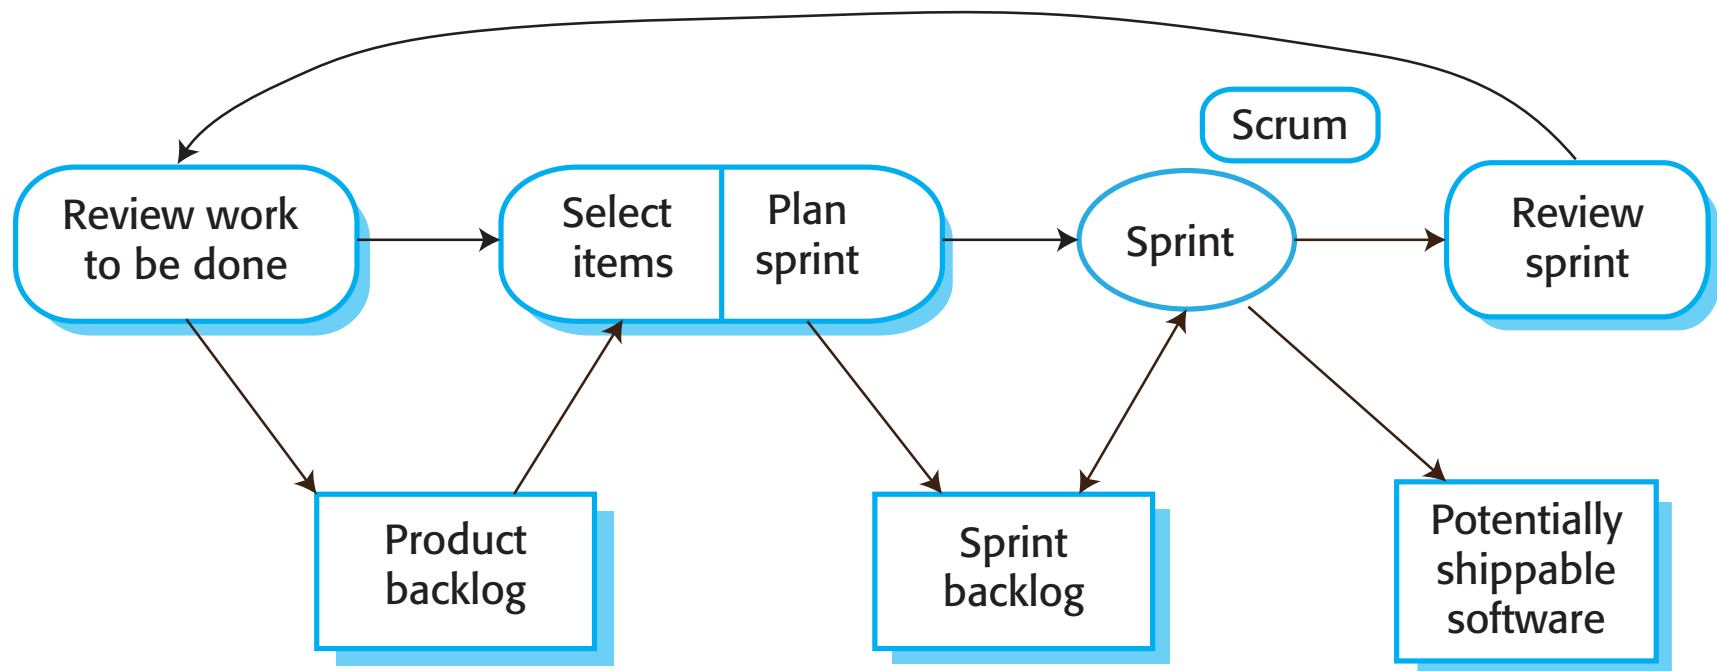 Scrum
Review work
to be done
Select
items
Plan
sprint
Sprint
Review
sprint
Product
backlog
Sprint
backlog
Potentially
shippable
software